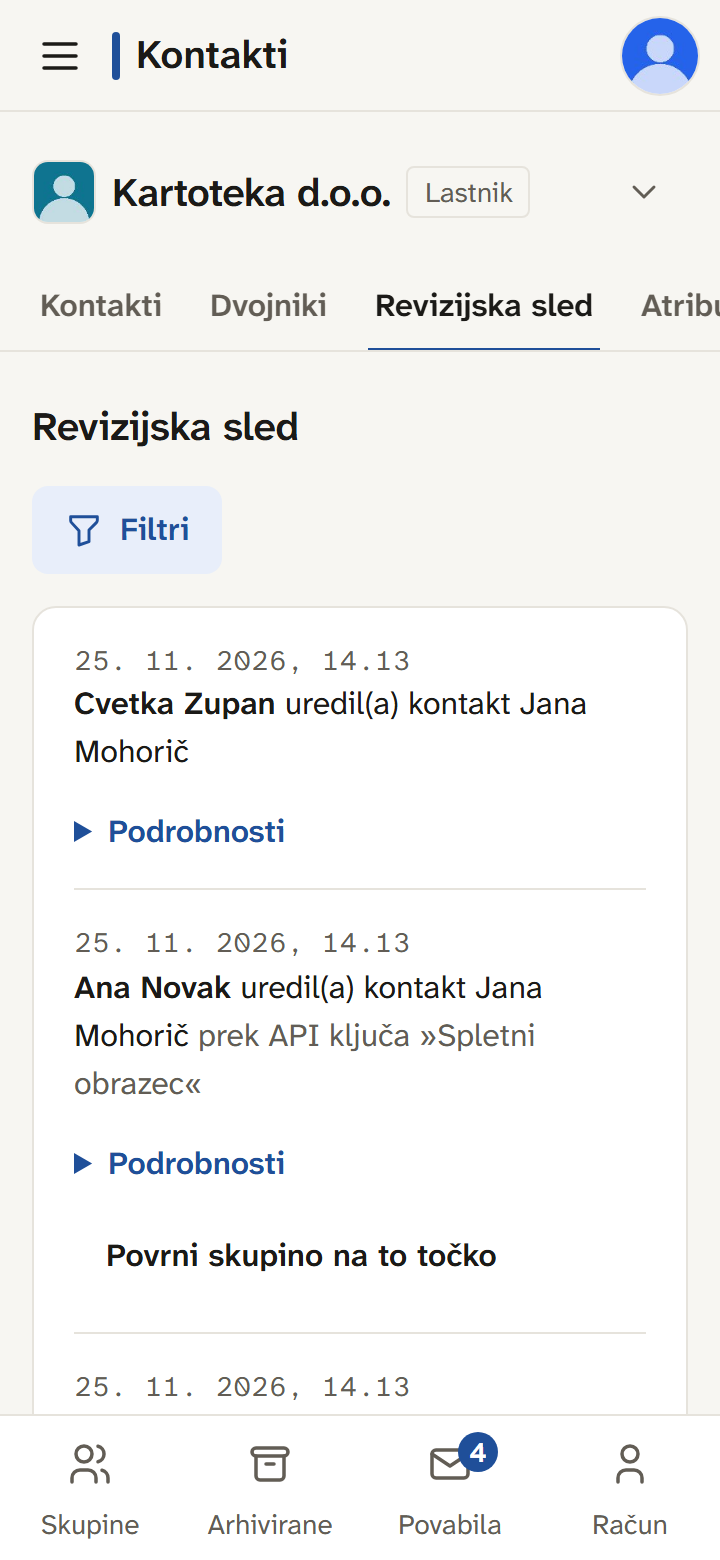 Kontakti
Kartoteka d.o.o. Lastnik
Kontakti Dvojniki Revizijska sled Atribu
Revizijska sled
Filtri
25. 11. 2026, 14.13
Cvetka Zupan uredil(a) kontakt Jana
Mohorič
Podrobnosti
25. 11. 2026, 14.13
Ana Novak uredil(a) kontakt Jana
Mohorič prek API ključa »Spletni
obrazec«
Podrobnosti
Povrni skupino na to točko
25. 11. 2026, 14.13
4
Skupine Arhivirane Povabila Račun